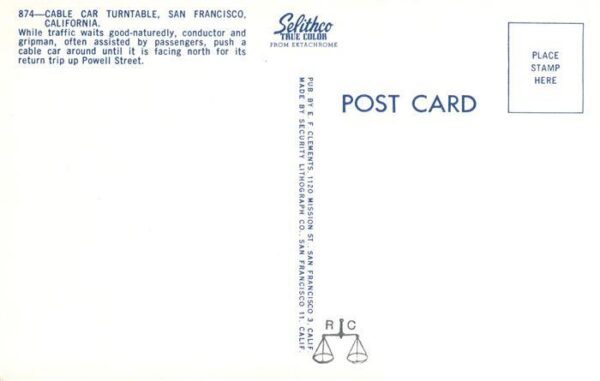 874—CABLE CAR TURNTABLE, SAN FRANCISCO,
CALIFORNIA.
While traffic waits good-naturedly, conductor and
gripman, often assisted by passengers, push a
cable car around until it is facing north for its
return trip up Powell Street.
Selithco
TRUE COLOR
FROM EKTACHROME
PLACE
STAMP
HERE
POST CARD
PUB. BY E. F. CLEMENTS, 1120 MISSION ST., SAN FRANCISCO 3, CALIF.
MADE BY SECURITY LITHOGRAPH CO., SAN FRANCISCO 11, CALIF.
R C